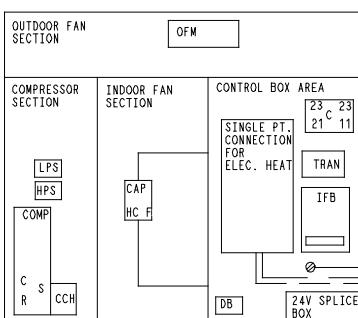 OUTDOOR FAN
SECTION
OFM
COMPRESSOR
SECTION
INDOOR FAN
SECTION
CONTROL BOX AREA
23 23
C
21 11
SINGLE PT.
CONNECTION
FOR
ELEC. HEAT
TRAN
LPS
HPS
CAP
IFB
HC F
COMP
C
S
R
CCH
DB
24V SPLICE
BOX